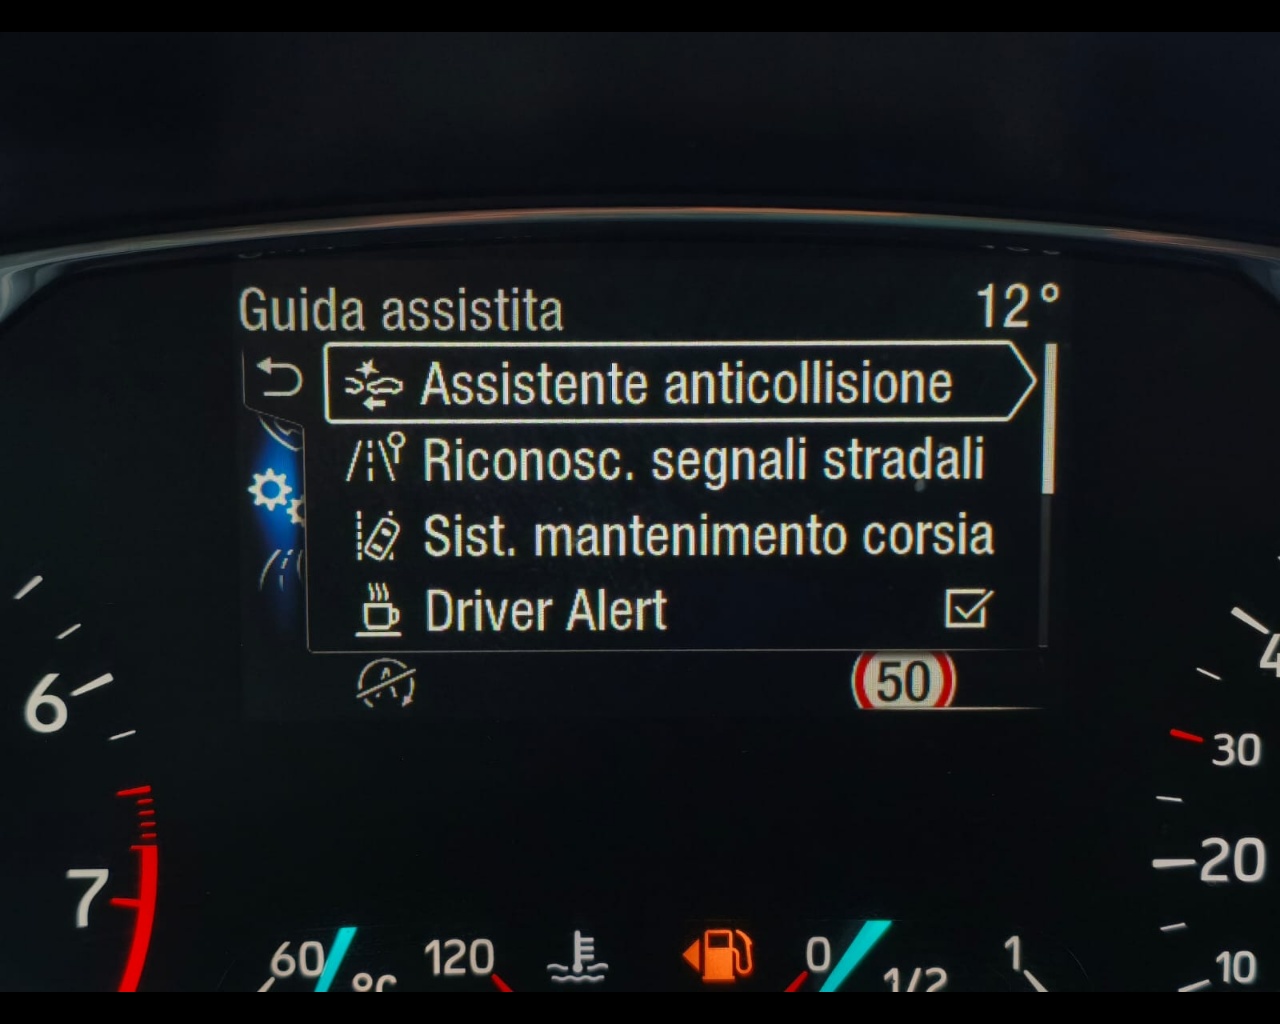 Guida assistita 12°
Assistente anticollisione
Riconosc. segnali stradali
Sist. mantenimento corsia
Driver Alert
A 50
6
7
4
30
20
10
60 120 0 1
°C 1/2